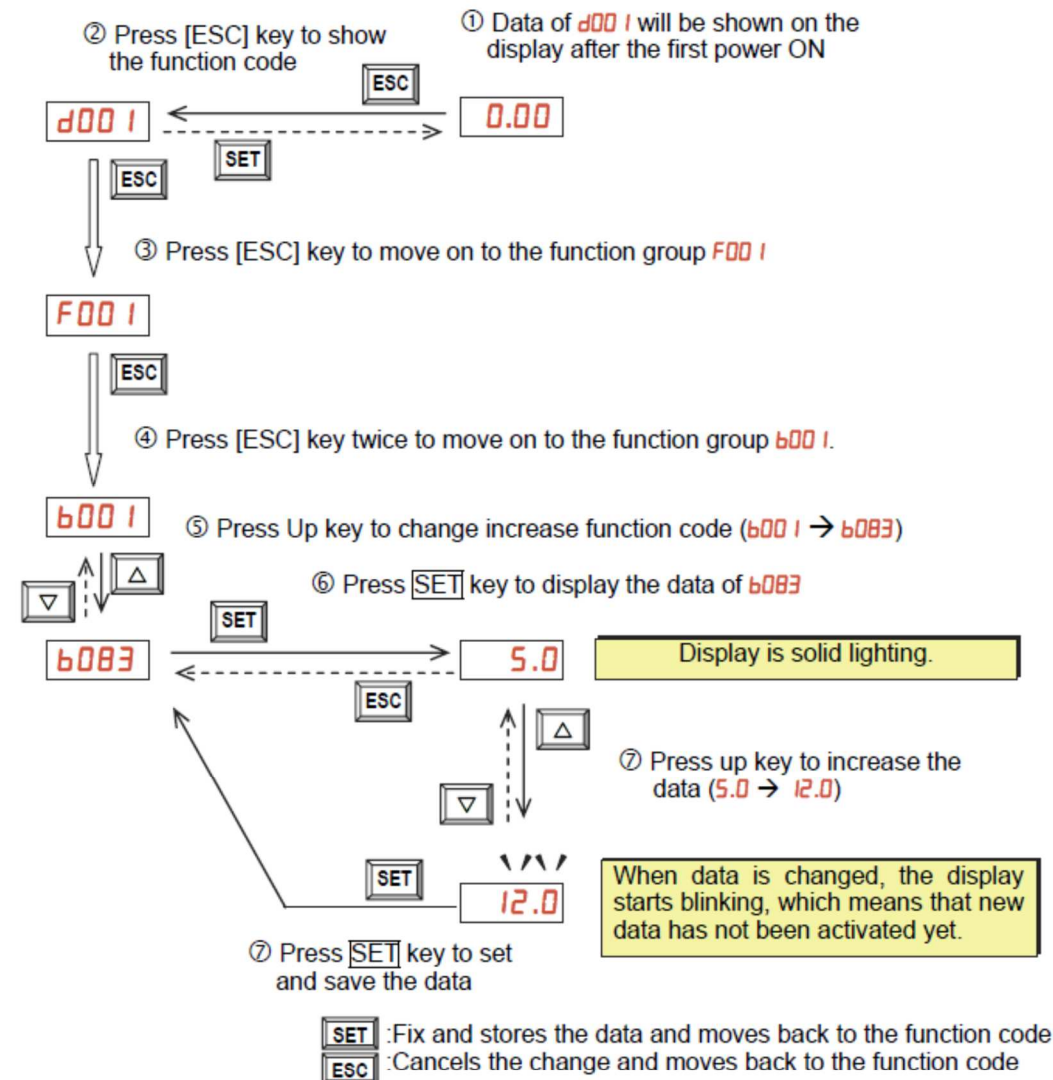 ① Data of d001 will be shown on the
display after the first power ON
② Press [ESC] key to show
the function code
ESC
d001
0.00
SET
ESC
③ Press [ESC] key to move on to the function group F001
F001
ESC
④ Press [ESC] key twice to move on to the function group b001.
b001
⑤ Press Up key to change increase function code (b001 → b083)
△
▽
⑥ Press SET key to display the data of b083
SET
b083
5.0
Display is solid lighting.
ESC
△
⑦ Press up key to increase the
data (5.0 → 12.0)
▽
SET
12.0
When data is changed, the display
starts blinking, which means that new
data has not been activated yet.
⑦ Press SET key to set
and save the data
SET :Fix and stores the data and moves back to the function code
ESC :Cancels the change and moves back to the function code